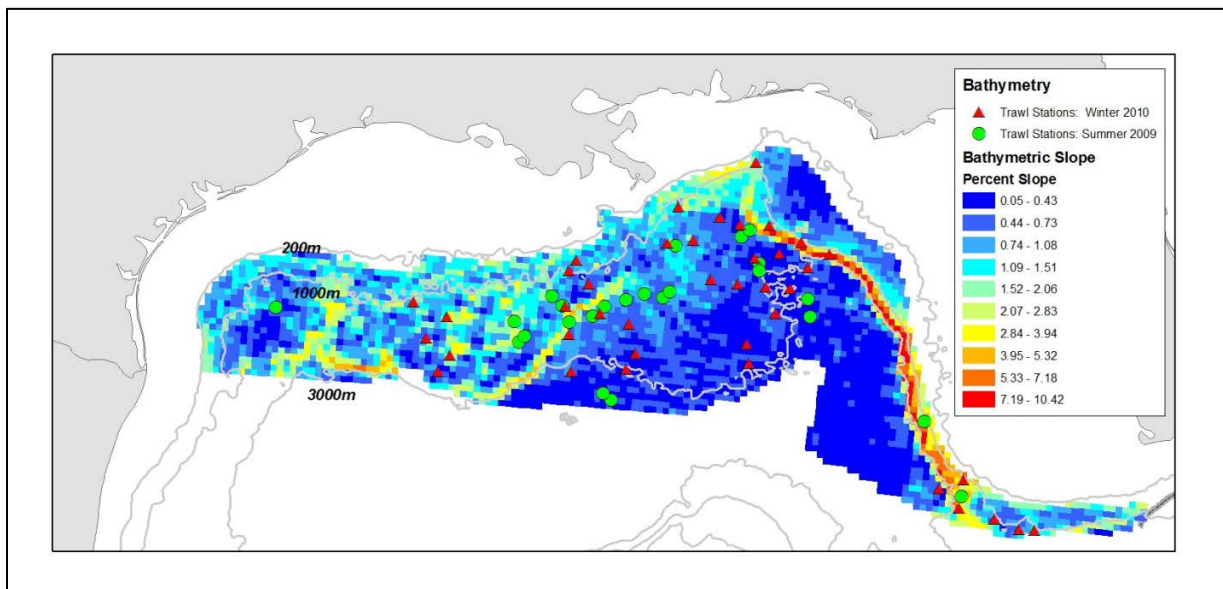 Bathymetry
Trawl Stations: Winter 2010
Trawl Stations: Summer 2009
Bathymetric Slope
Percent Slope
0.05 - 0.43
0.44 - 0.73
0.74 - 1.08
1.09 - 1.51
1.52 - 2.06
2.07 - 2.83
2.84 - 3.94
3.95 - 5.32
5.33 - 7.18
7.19 - 10.42
200m
1000m
3000m